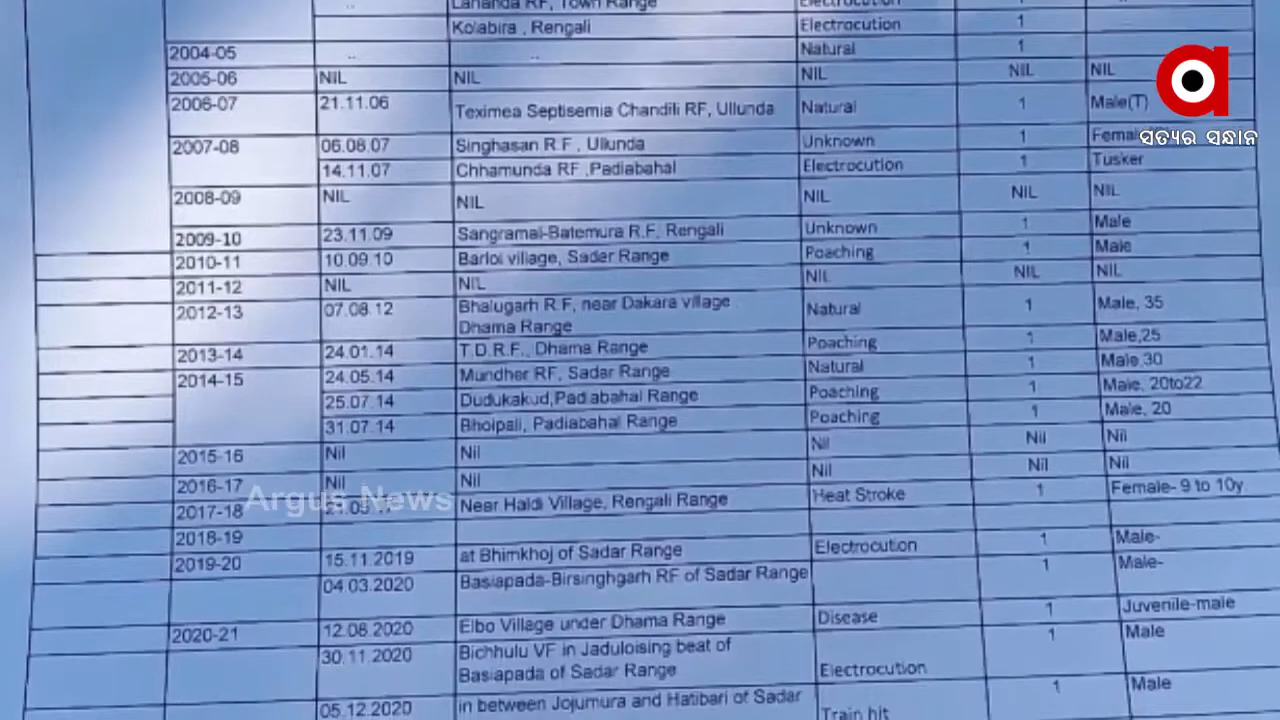 Lananda RF, Town Range Electrocution 1
Kolabira , Rengali Electrocution 1
2004-05 .. .. Natural 1
2005-06 NIL NIL NIL NIL NIL
2006-07 21.11.06 Teximea Septisemia Chandili RF, Ullunda Natural 1 Male(T)
2007-08 06.08.07 Singhasan R.F , Ullunda Unknown 1
ସତ୍ୟର ସନ୍ଧାନ
14.11.07 Chhamunda RF ,Padiabahal Electrocution 1 Tusker
2008-09 NIL NIL NIL NIL NIL
2009-10 23.11.09 Sangramal-Batemura R.F, Rengali Unknown 1 Male
2010-11 10.09.10 Barloi village, Sadar Range Poaching 1 Male
2011-12 NIL NIL NIL NIL NIL
2012-13 07.08.12 Bhalugarh R.F, near Dakara village Natural 1 Male, 35
Dhama Range
2013-14 24.01.14 T.D.R.F., Dhama Range Poaching 1 Male,25
2014-15 24.05.14 Mundher RF, Sadar Range Natural 1 Male,30
25.07.14 Dudukakud,Padiabahal Range Poaching 1 Male, 20to22
31.07.14 Bhoipali, Padiabahal Range Poaching 1 Male, 20
2015-16 Nil Nil Nil Nil Nil
2016-17 Nil Nil Nil Nil Nil
Argus News
2017-18 Near Haldi Village, Rengali Range Heat Stroke 1 Female- 9 to 10y
2018-19
2019-20 15.11.2019 at Bhimkhoj of Sadar Range Electrocution 1 Male-
04.03.2020 Basiapada-Birsinghgarh RF of Sadar Range 1 Male-
2020-21 12.08.2020 Elbo Village under Dhama Range Disease 1 Juvenile-male
30.11.2020 Bichhulu VF in Jaduloising beat of Electrocution 1 Male
Basiapada of Sadar Range
05.12.2020 in between Jojumura and Hatibari of Sadar Train hit 1 Male